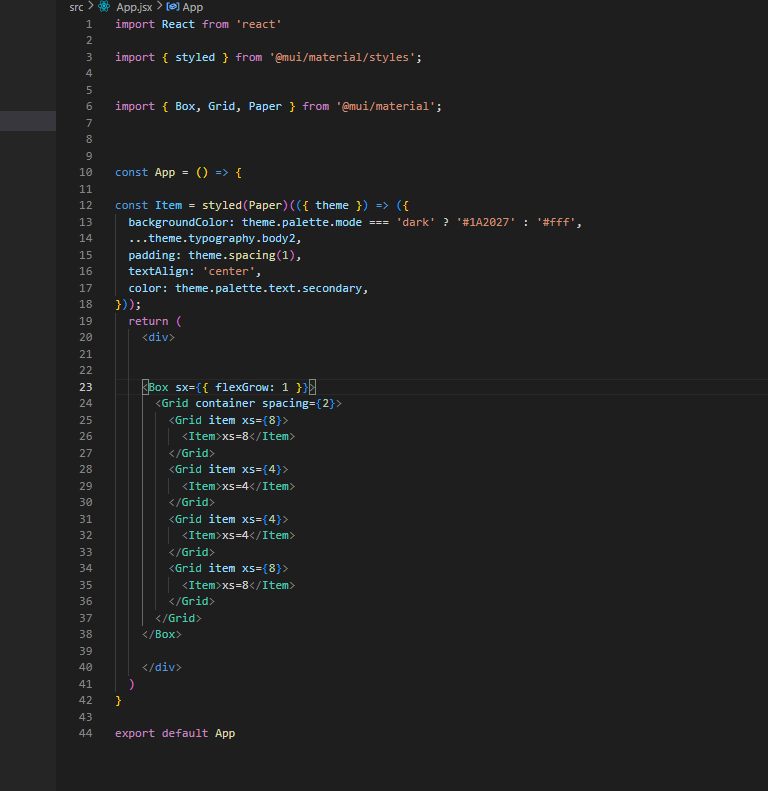 src > App.jsx > App
1 import React from 'react'
2
3 import { styled } from '@mui/material/styles';
4
5
6 import { Box, Grid, Paper } from '@mui/material';
7
8
9
10 const App = () => {
11
12 const Item = styled(Paper)(({ theme }) => ({
13   backgroundColor: theme.palette.mode === 'dark' ? '#1A2027' : '#fff',
14   ...theme.typography.body2,
15   padding: theme.spacing(1),
16   textAlign: 'center',
17   color: theme.palette.text.secondary,
18 }));
19   return (
20     <div>
21
22
23     <Box sx={{ flexGrow: 1 }}>
24       <Grid container spacing={2}>
25         <Grid item xs={8}>
26           <Item>xs=8</Item>
27         </Grid>
28         <Grid item xs={4}>
29           <Item>xs=4</Item>
30         </Grid>
31         <Grid item xs={4}>
32           <Item>xs=4</Item>
33         </Grid>
34         <Grid item xs={8}>
35           <Item>xs=8</Item>
36         </Grid>
37       </Grid>
38     </Box>
39
40     </div>
41   )
42 }
43
44 export default App